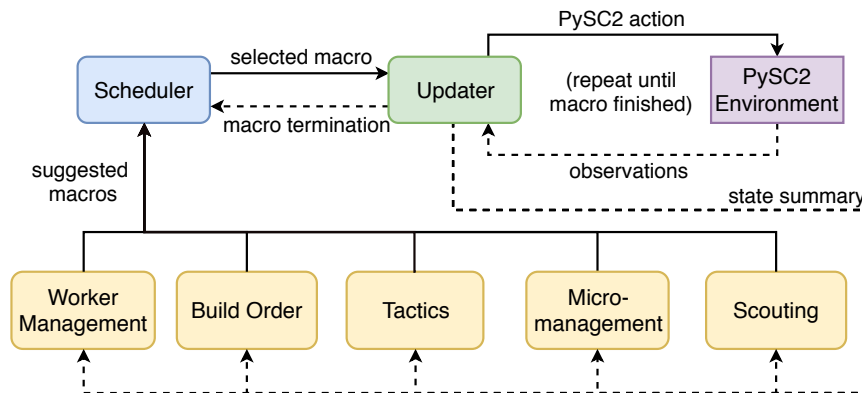 PySC2 action
selected macro
Scheduler
Updater
(repeat until
macro finished)
PySC2
Environment
macro termination
suggested
macros
observations
state summary
Worker
Management
Build Order
Tactics
Micro-
management
Scouting